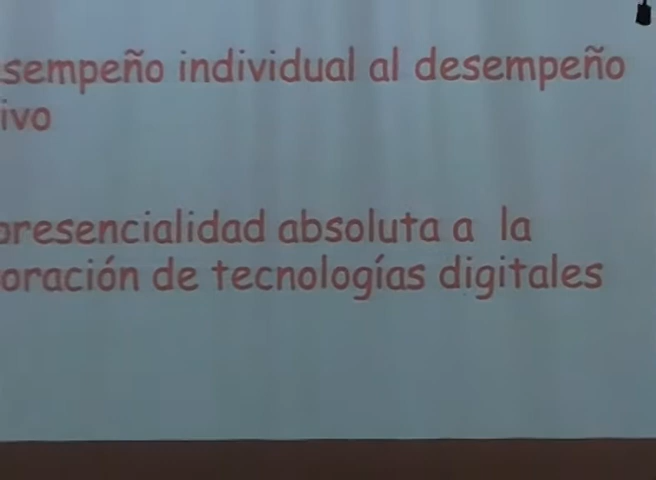 sempeño individual al desempeño
ivo
presencialidad absoluta a la
oración de tecnologías digitales